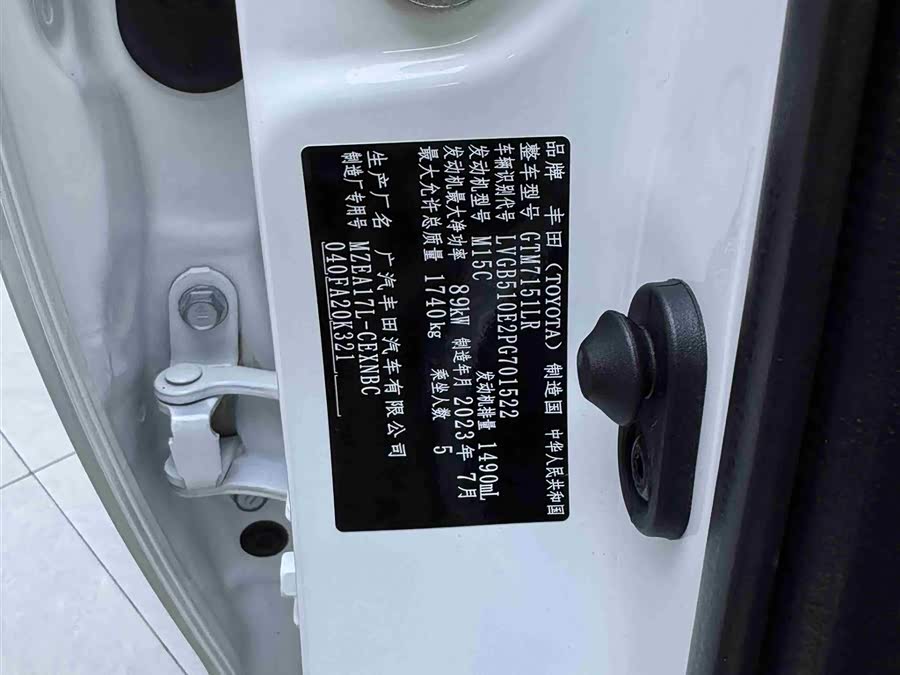 品牌 丰田 (TOYOTA) 制造国 中华人民共和国
整车型号 GTM7151LR
车辆识别代号 LVGB510E2PG701522
发动机型号 M15C 发动机排量 1490mL
发动机最大净功率 89kW 制造年月 2023年 7月
最大允许总质量 1740kg 乘坐人数 5
生产厂名 广汽丰田汽车有限公司
制造厂专用号 MZEA17L-CEXNBC
040FA20K321